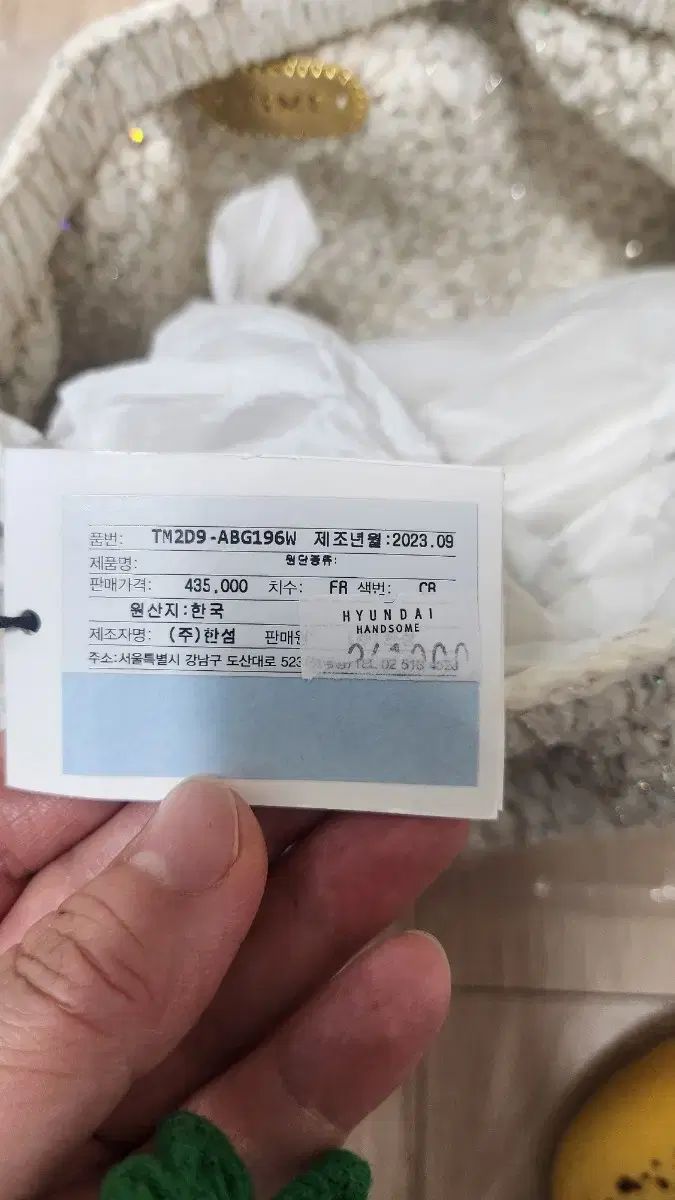 품번: TM2D9-ABG196W 제조년월:2023.09
제품명: 원단종류:
판매가격: 435,000 치수: FR 색번: CR
원산지:한국
HYUNDAI
HANDSOME
제조자명: (주)한섬
주소:서울특별시 강남구 도산대로 523